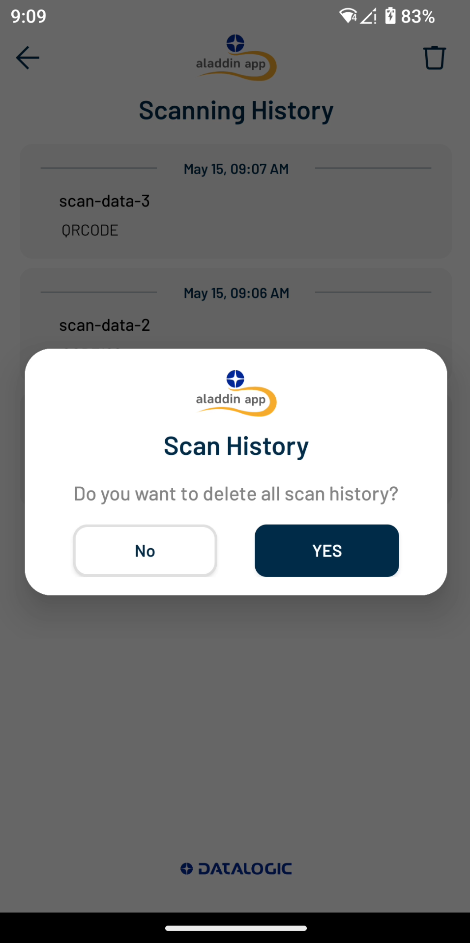 9:09
83%
aladdin app
Scanning History
May 15, 09:07 AM
scan-data-3
QRCODE
May 15, 09:06 AM
scan-data-2
aladdin app
Scan History
Do you want to delete all scan history?
No
YES
DATALOGIC